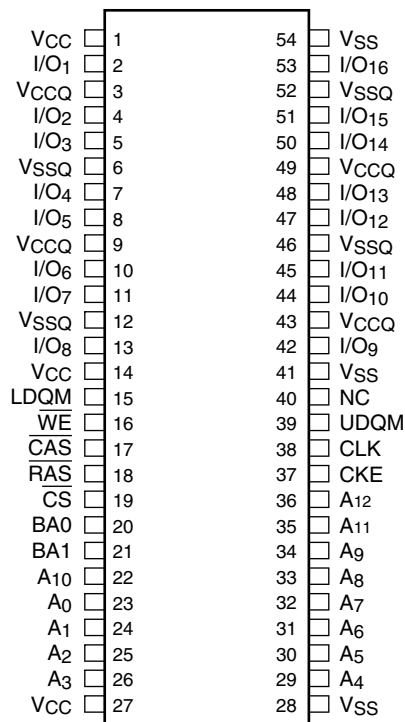 VCC 1 54 VSS
I/O1 2 53 I/O16
VCCQ 3 52 VSSQ
I/O2 4 51 I/O15
I/O3 5 50 I/O14
VSSQ 6 49 VCCQ
I/O4 7 48 I/O13
I/O5 8 47 I/O12
VCCQ 9 46 VSSQ
I/O6 10 45 I/O11
I/O7 11 44 I/O10
VSSQ 12 43 VCCQ
I/O8 13 42 I/O9
VCC 14 41 VSS
LDQM 15 40 NC
W̅E̅ 16 39 UDQM
C̅A̅S̅ 17 38 CLK
R̅A̅S̅ 18 37 CKE
C̅S̅ 19 36 A12
BA0 20 35 A11
BA1 21 34 A9
A10 22 33 A8
A0 23 32 A7
A1 24 31 A6
A2 25 30 A5
A3 26 29 A4
VCC 27 28 VSS